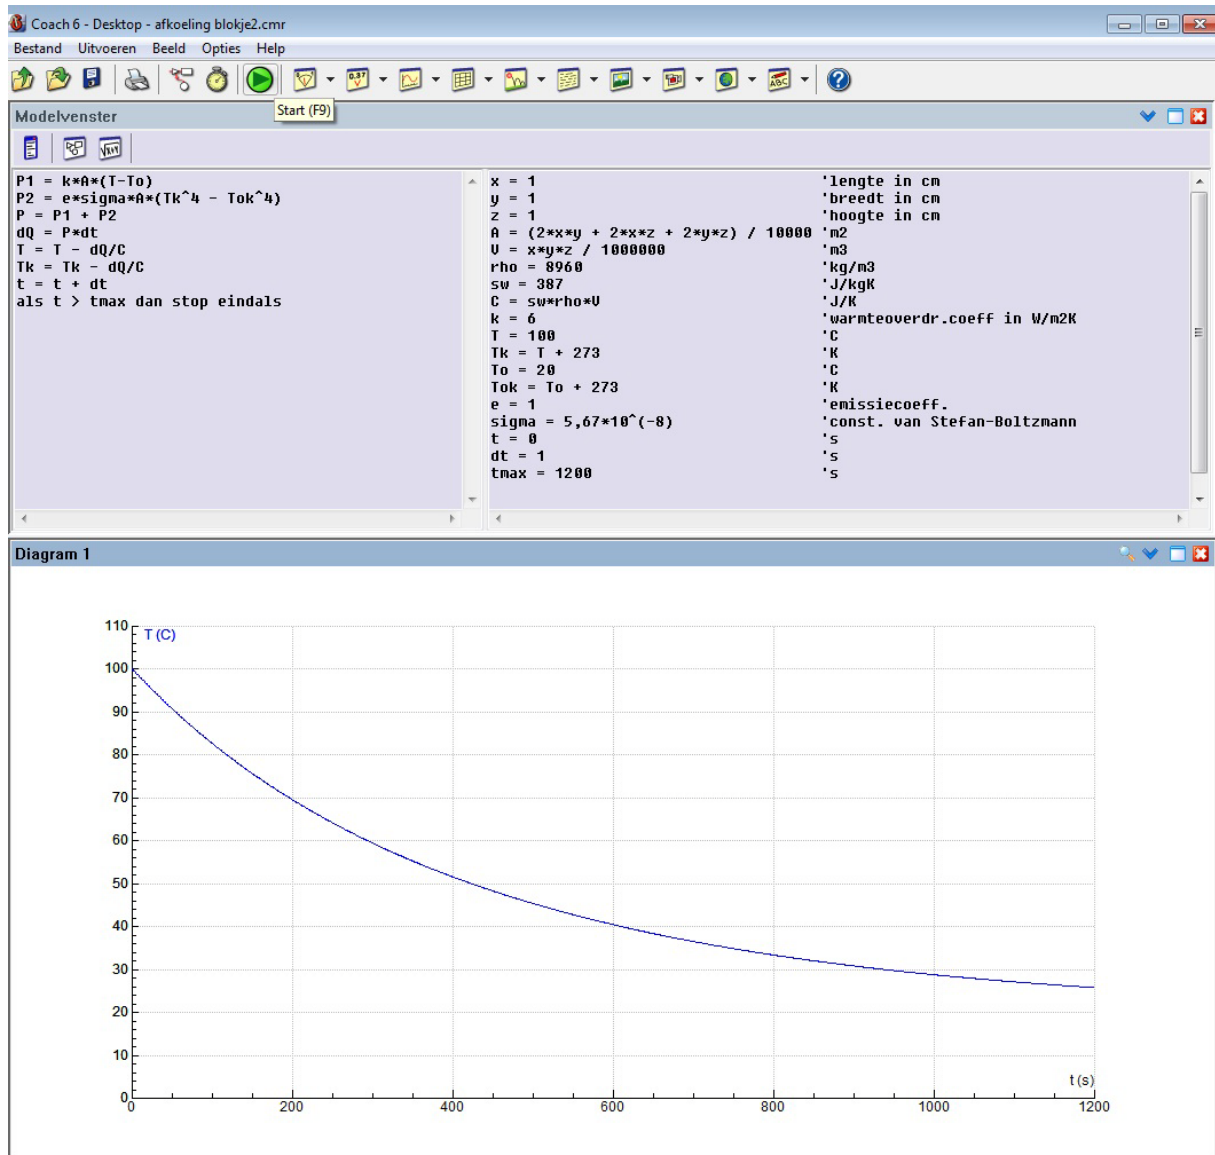 Coach 6 - Desktop - afkoeling blokje2.cmr
Bestand Uitvoeren Beeld Opties Help
0.37
ABC
Start (F9)
Modelvenster
P1 = k*A*(T-To)
P2 = e*sigma*A*(Tk^4 - Tok^4)
P = P1 + P2
dQ = P*dt
T = T - dQ/C
Tk = Tk - dQ/C
t = t + dt
als t > tmax dan stop eindals
x = 1 'lengte in cm
y = 1 'breedt in cm
z = 1 'hoogte in cm
A = (2*x*y + 2*x*z + 2*y*z) / 10000 'm2
V = x*y*z / 1000000 'm3
rho = 8960 'kg/m3
sw = 387 'J/kgK
C = sw*rho*V 'J/K
k = 6 'warmteoverdr.coeff in W/m2K
T = 100 'C
Tk = T + 273 'K
To = 20 'C
Tok = To + 273 'K
e = 1 'emissiecoeff.
sigma = 5,67*10^(-8) 'const. van Stefan-Boltzmann
t = 0 's
dt = 1 's
tmax = 1200 's
Diagram 1
T (C)
110
100
90
80
70
60
50
40
30
20
10
0
t (s)
0 200 400 600 800 1000 1200